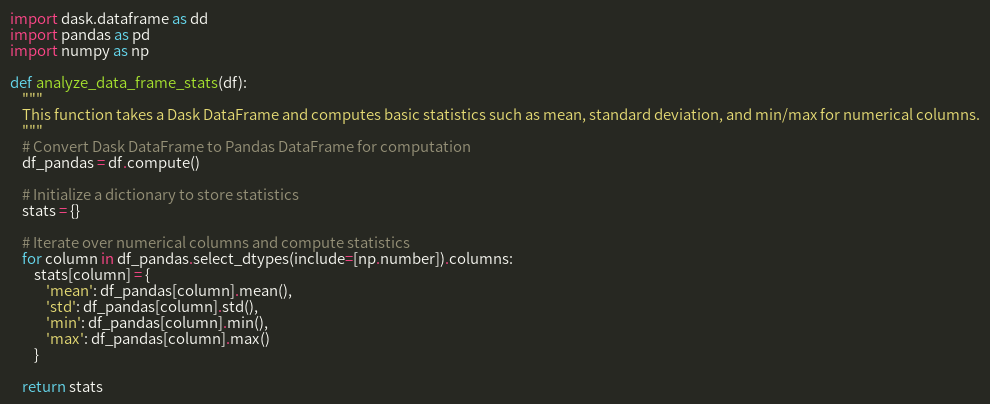 import dask.dataframe as dd
import pandas as pd
import numpy as np

def analyze_data_frame_stats(df):
    """
    This function takes a Dask DataFrame and computes basic statistics such as mean, standard deviation, and min/max for numerical columns.
    """
    # Convert Dask DataFrame to Pandas DataFrame for computation
    df_pandas = df.compute()

    # Initialize a dictionary to store statistics
    stats = {}

    # Iterate over numerical columns and compute statistics
    for column in df_pandas.select_dtypes(include=[np.number]).columns:
        stats[column] = {
            'mean': df_pandas[column].mean(),
            'std': df_pandas[column].std(),
            'min': df_pandas[column].min(),
            'max': df_pandas[column].max()
        }

    return stats